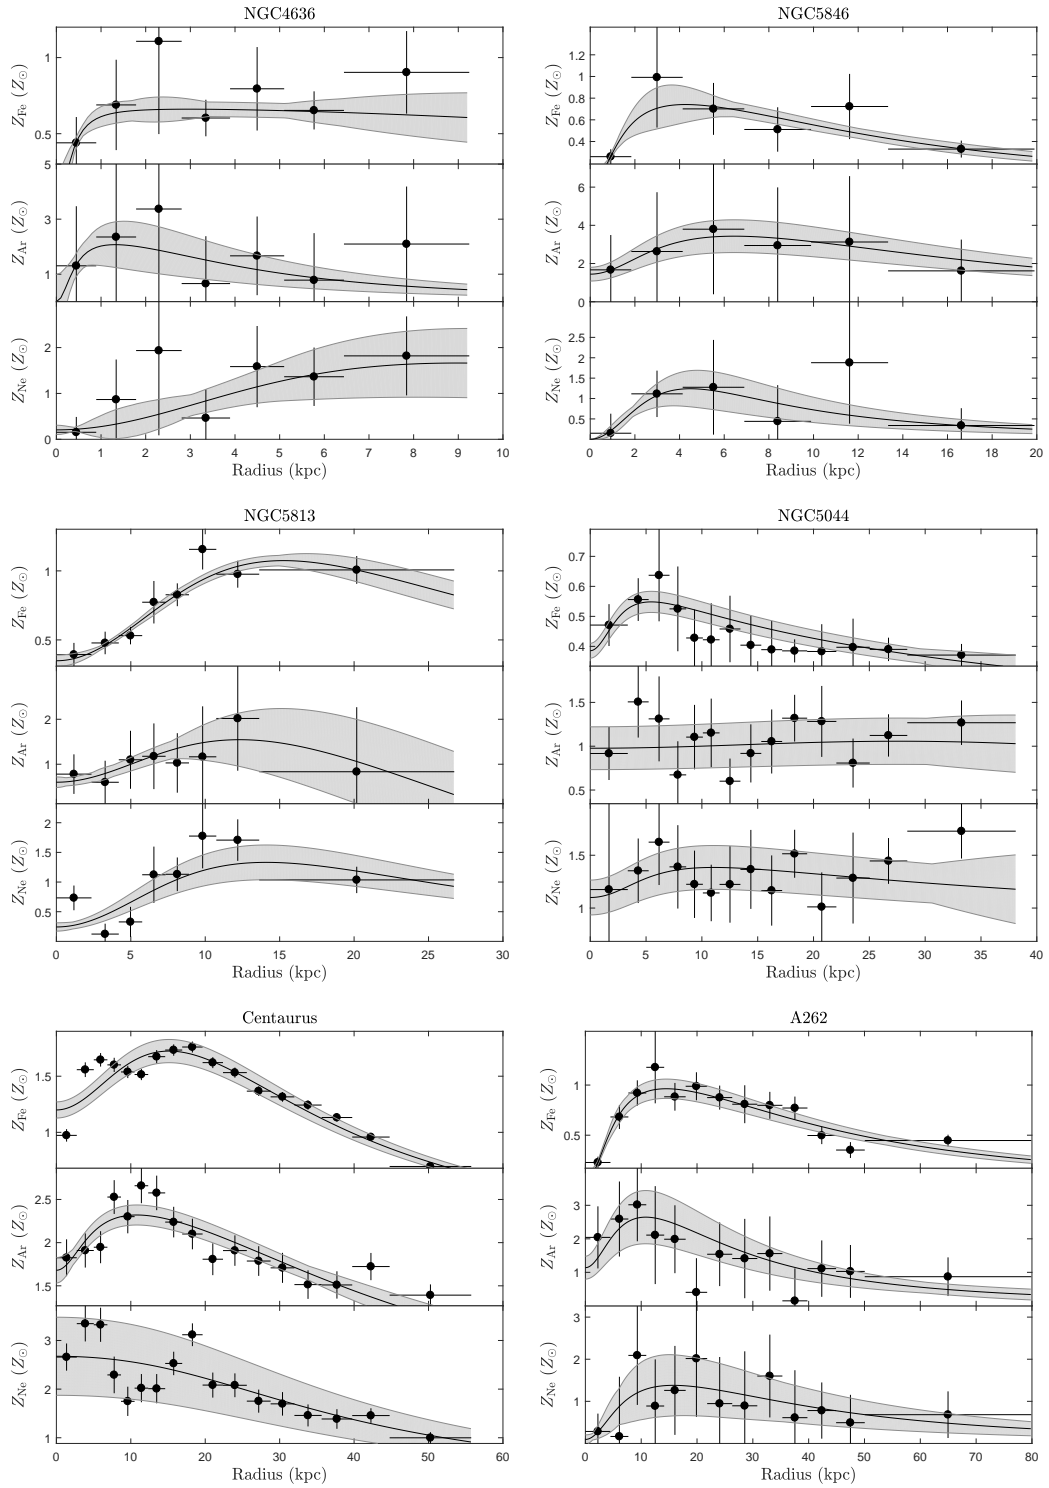 NGC4636
Z_Fe (Z_⊙)
1
0.5
Z_Ar (Z_⊙)
5
3
1
Z_Ne (Z_⊙)
2
1
0
0 1 2 3 4 5 6 7 8 9 10
Radius (kpc)
NGC5846
Z_Fe (Z_⊙)
1.2
1
0.8
0.6
0.4
Z_Ar (Z_⊙)
6
4
2
0
Z_Ne (Z_⊙)
2.5
2
1.5
1
0.5
0 2 4 6 8 10 12 14 16 18 20
Radius (kpc)
NGC5813
Z_Fe (Z_⊙)
1
0.5
Z_Ar (Z_⊙)
2
1
Z_Ne (Z_⊙)
2
1.5
1
0.5
0 5 10 15 20 25 30
Radius (kpc)
NGC5044
Z_Fe (Z_⊙)
0.7
0.6
0.5
0.4
Z_Ar (Z_⊙)
1.5
1
0.5
Z_Ne (Z_⊙)
1.5
1
0 5 10 15 20 25 30 35 40
Radius (kpc)
Centaurus
Z_Fe (Z_⊙)
1.5
1
Z_Ar (Z_⊙)
2.5
2
1.5
Z_Ne (Z_⊙)
3
2
1
0 10 20 30 40 50 60
Radius (kpc)
A262
Z_Fe (Z_⊙)
1
0.5
Z_Ar (Z_⊙)
3
2
1
0
Z_Ne (Z_⊙)
3
2
1
0 10 20 30 40 50 60 70 80
Radius (kpc)